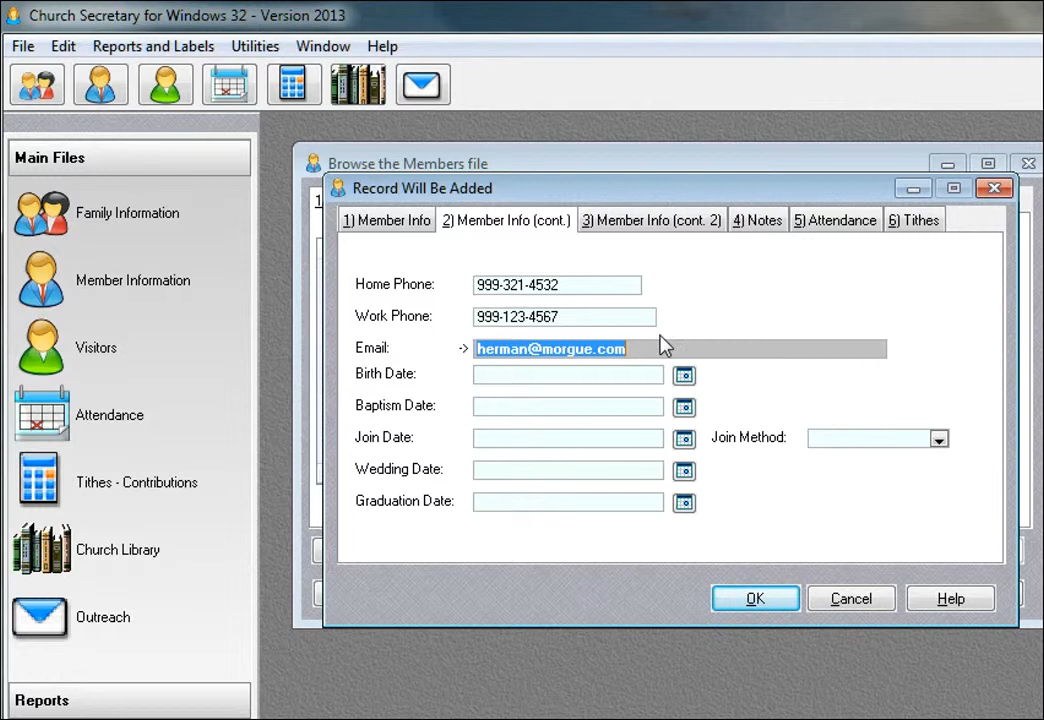 Church Secretary for Windows 32 - Version 2013
File Edit Reports and Labels Utilities Window Help
Main Files
Family Information
Member Information
Visitors
Attendance
Tithes - Contributions
Church Library
Outreach
Reports
Browse the Members file
1
Record Will Be Added
1) Member Info 2) Member Info (cont.) 3) Member Info (cont. 2) 4) Notes 5) Attendance 6) Tithes
Home Phone: 999-321-4532
Work Phone: 999-123-4567
Email: -> herman@morgue.com
Birth Date:
Baptism Date:
Join Date: Join Method:
Wedding Date:
Graduation Date:
OK Cancel Help